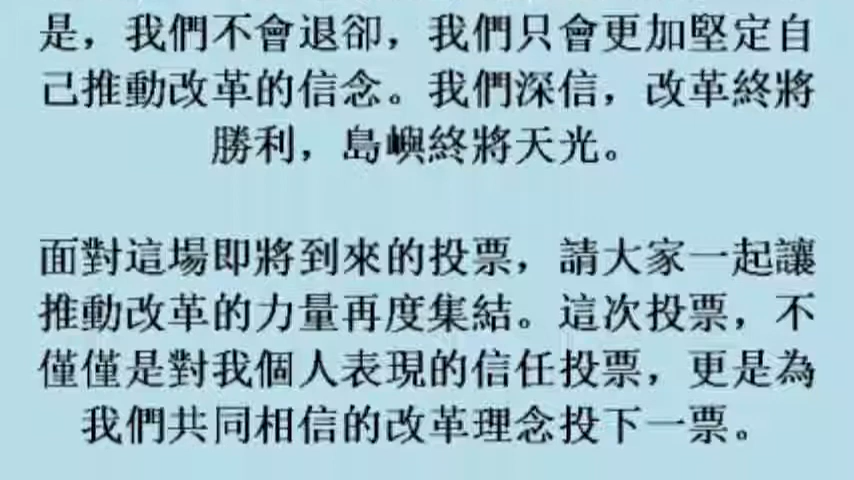 是，我們不會退卻，我們只會更加堅定自
己推動改革的信念。我們深信，改革終將
勝利，島嶼終將天光。
面對這場即將到來的投票，請大家一起讓
推動改革的力量再度集結。這次投票，不
僅僅是對我個人表現的信任投票，更是為
我們共同相信的改革理念投下一票。